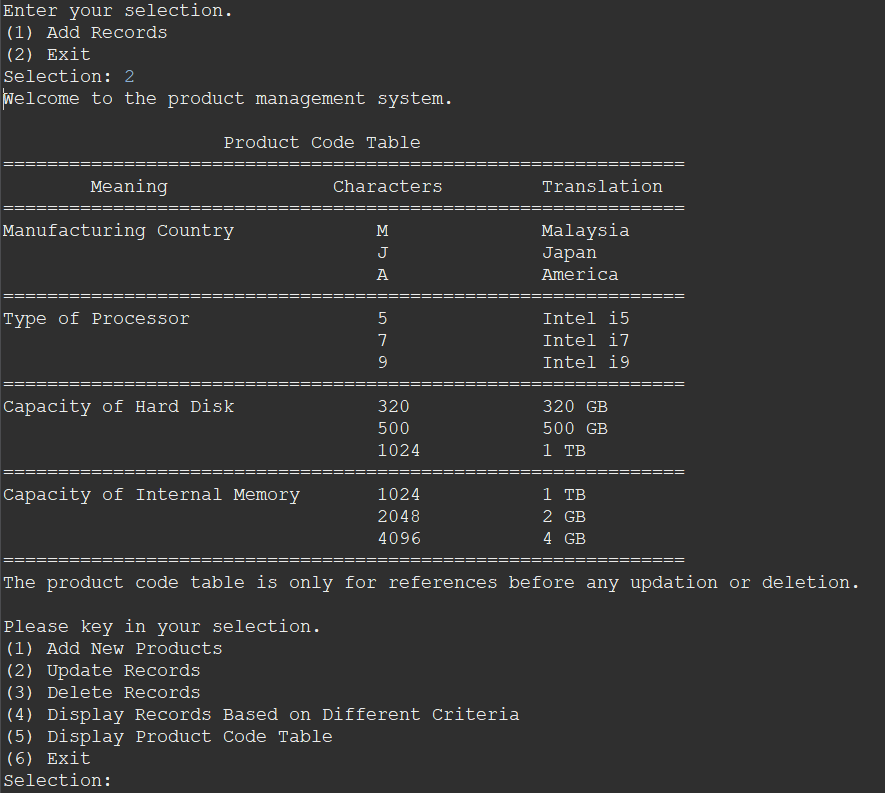 Enter your selection.
(1) Add Records
(2) Exit
Selection: 2
Welcome to the product management system.
Product Code Table
==============================================================
Meaning Characters Translation
==============================================================
Manufacturing Country M Malaysia
J Japan
A America
==============================================================
Type of Processor 5 Intel i5
7 Intel i7
9 Intel i9
==============================================================
Capacity of Hard Disk 320 320 GB
500 500 GB
1024 1 TB
==============================================================
Capacity of Internal Memory 1024 1 TB
2048 2 GB
4096 4 GB
==============================================================
The product code table is only for references before any updation or deletion.
Please key in your selection.
(1) Add New Products
(2) Update Records
(3) Delete Records
(4) Display Records Based on Different Criteria
(5) Display Product Code Table
(6) Exit
Selection: